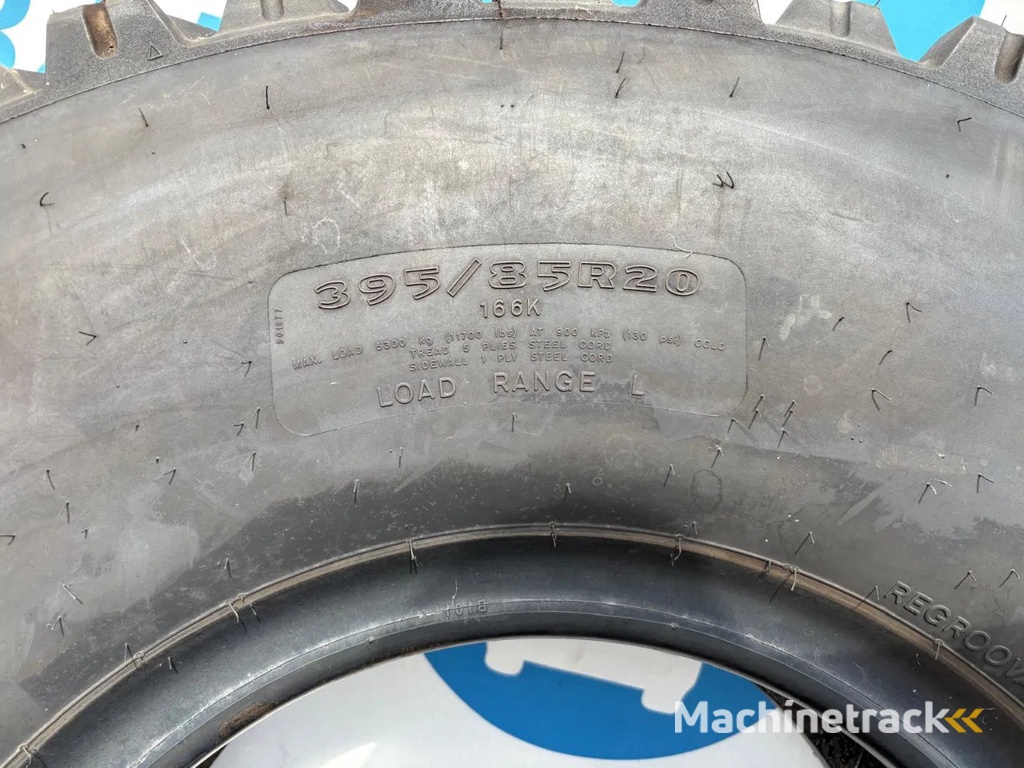 395/85R20
166K
MAX. LOAD 5300 kg (11700 lbs) AT 900 kPa (130 psi) COLD
TREAD 5 PLIES STEEL CORD
SIDEWALL 1 PLY STEEL CORD
LOAD RANGE L
REGROOV
Machinetrack